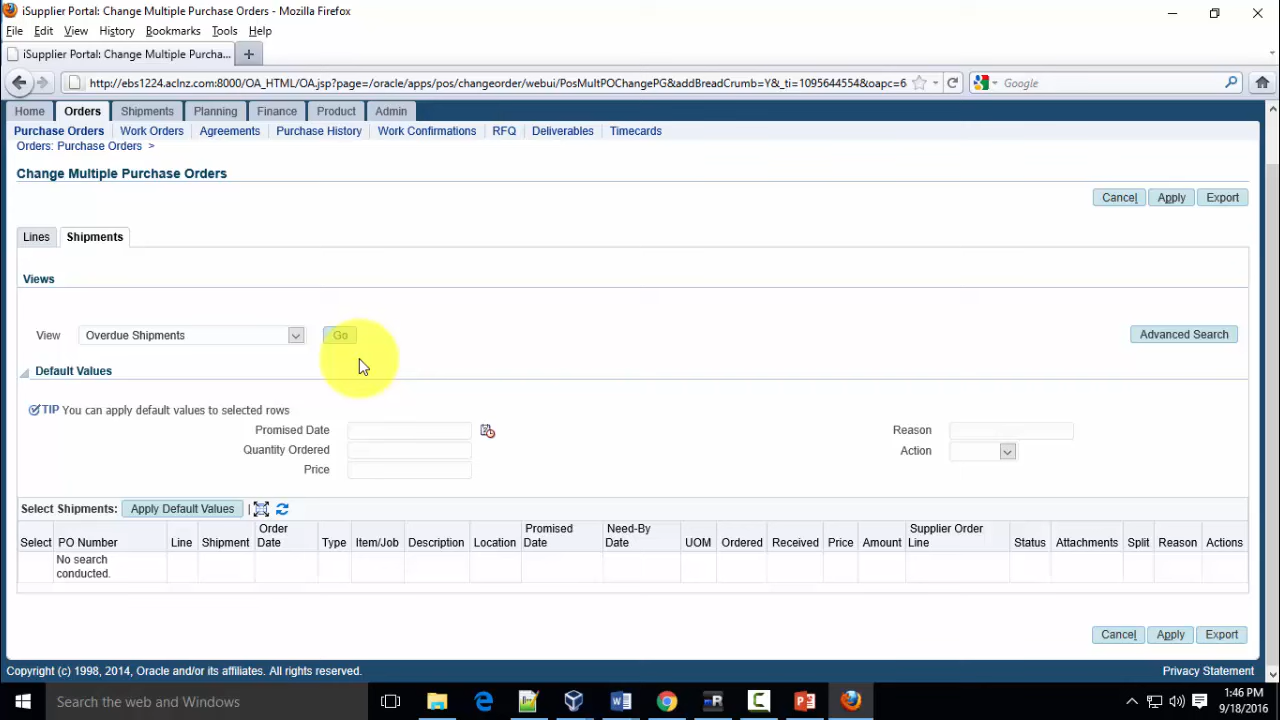 iSupplier Portal: Change Multiple Purchase Orders - Mozilla Firefox
File Edit View History Bookmarks Tools Help
iSupplier Portal: Change Multiple Purcha...
http://ebs1224.aclnz.com:8000/OA_HTML/OA.jsp?page=/oracle/apps/pos/changeorder/webui/PosMultPOChangePG&addBreadCrumb=Y&_ti=1095644554&oapc=6 Google
Home Orders Shipments Planning Finance Product Admin
Purchase Orders Work Orders Agreements Purchase History Work Confirmations RFQ Deliverables Timecards
Orders: Purchase Orders >
Change Multiple Purchase Orders
Cancel Apply Export
Lines Shipments
Views
View Overdue Shipments Go Advanced Search
Default Values
TIP You can apply default values to selected rows
Promised Date Reason
Quantity Ordered Action
Price
Select Shipments: Apply Default Values
Select PO Number Line Shipment Order Date Type Item/Job Description Location Promised Date Need-By Date UOM Ordered Received Price Amount Supplier Order Line Status Attachments Split Reason Actions
No search
conducted.
Cancel Apply Export
Copyright (c) 1998, 2014, Oracle and/or its affiliates. All rights reserved. Privacy Statement
Search the web and Windows
1:46 PM
9/18/2016